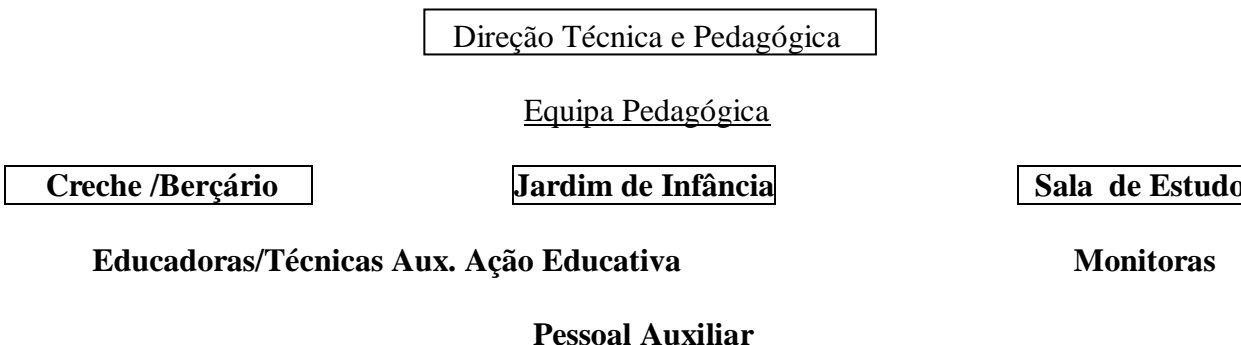 Direção Técnica e Pedagógica
Equipa Pedagógica
Creche /Berçário Jardim de Infância Sala de Estudo
Educadoras/Técnicas Aux. Ação Educativa Monitoras
Pessoal Auxiliar